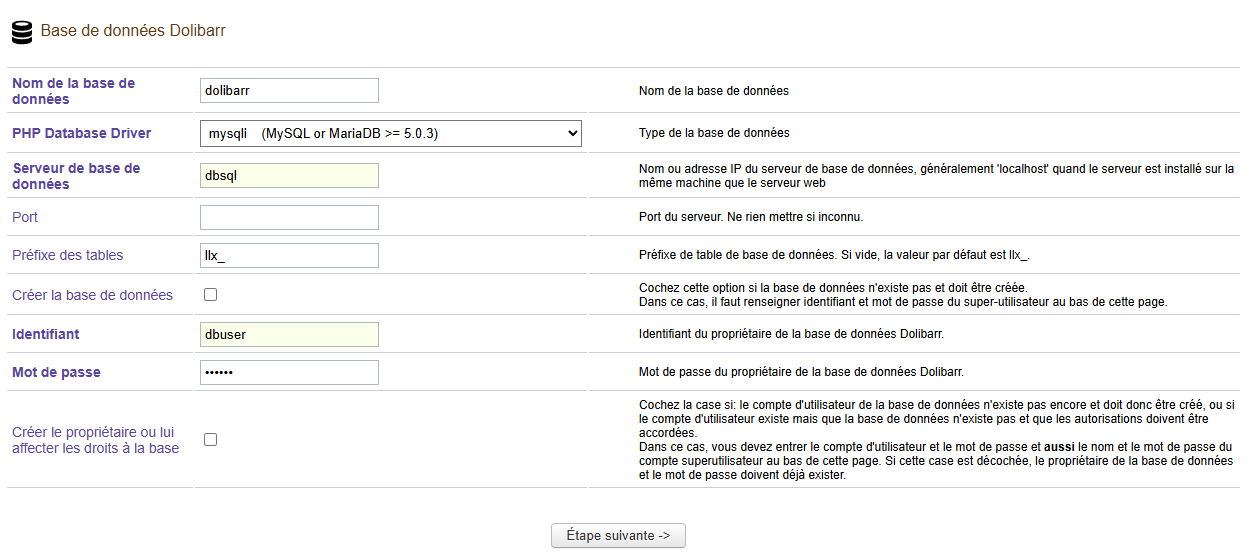 Base de données Dolibarr
Nom de la base de
données
dolibarr
Nom de la base de données
PHP Database Driver
mysqli (MySQL or MariaDB >= 5.0.3)
Type de la base de données
Serveur de base de
données
dbsql
Nom ou adresse IP du serveur de base de données, généralement 'localhost' quand le serveur est installé sur la
même machine que le serveur web
Port
Port du serveur. Ne rien mettre si inconnu.
Préfixe des tables
llx_
Préfixe de table de base de données. Si vide, la valeur par défaut est llx_.
Créer la base de données
Cochez cette option si la base de données n'existe pas et doit être créée.
Dans ce cas, il faut renseigner identifiant et mot de passe du super-utilisateur au bas de cette page.
Identifiant
dbuser
Identifiant du propriétaire de la base de données Dolibarr.
Mot de passe
••••••
Mot de passe du propriétaire de la base de données Dolibarr.
Créer le propriétaire ou lui
affecter les droits à la base
Cochez la case si: le compte d'utilisateur de la base de données n'existe pas encore et doit donc être créé, ou si
le compte d'utilisateur existe mais que la base de données n'existe pas et que les autorisations doivent être
accordées.
Dans ce cas, vous devez entrer le compte d'utilisateur et le mot de passe et aussi le nom et le mot de passe du
compte superutilisateur au bas de cette page. Si cette case est décochée, le propriétaire de la base de données
et le mot de passe doivent déjà exister.
Étape suivante ->